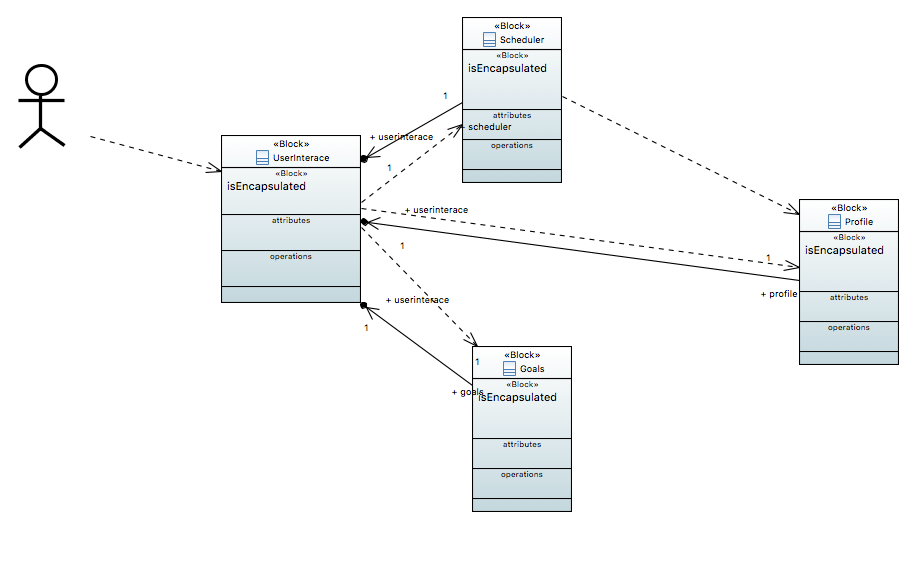 «Block»
Scheduler
«Block»
isEncapsulated
attributes
operations
1
+ userinterace
1
scheduler
«Block»
UserInterace
«Block»
isEncapsulated
attributes
operations
+ userinterace
1
1
+ profile
«Block»
Profile
«Block»
isEncapsulated
attributes
operations
+ userinterace
1
1
+ goals
«Block»
Goals
«Block»
isEncapsulated
attributes
operations